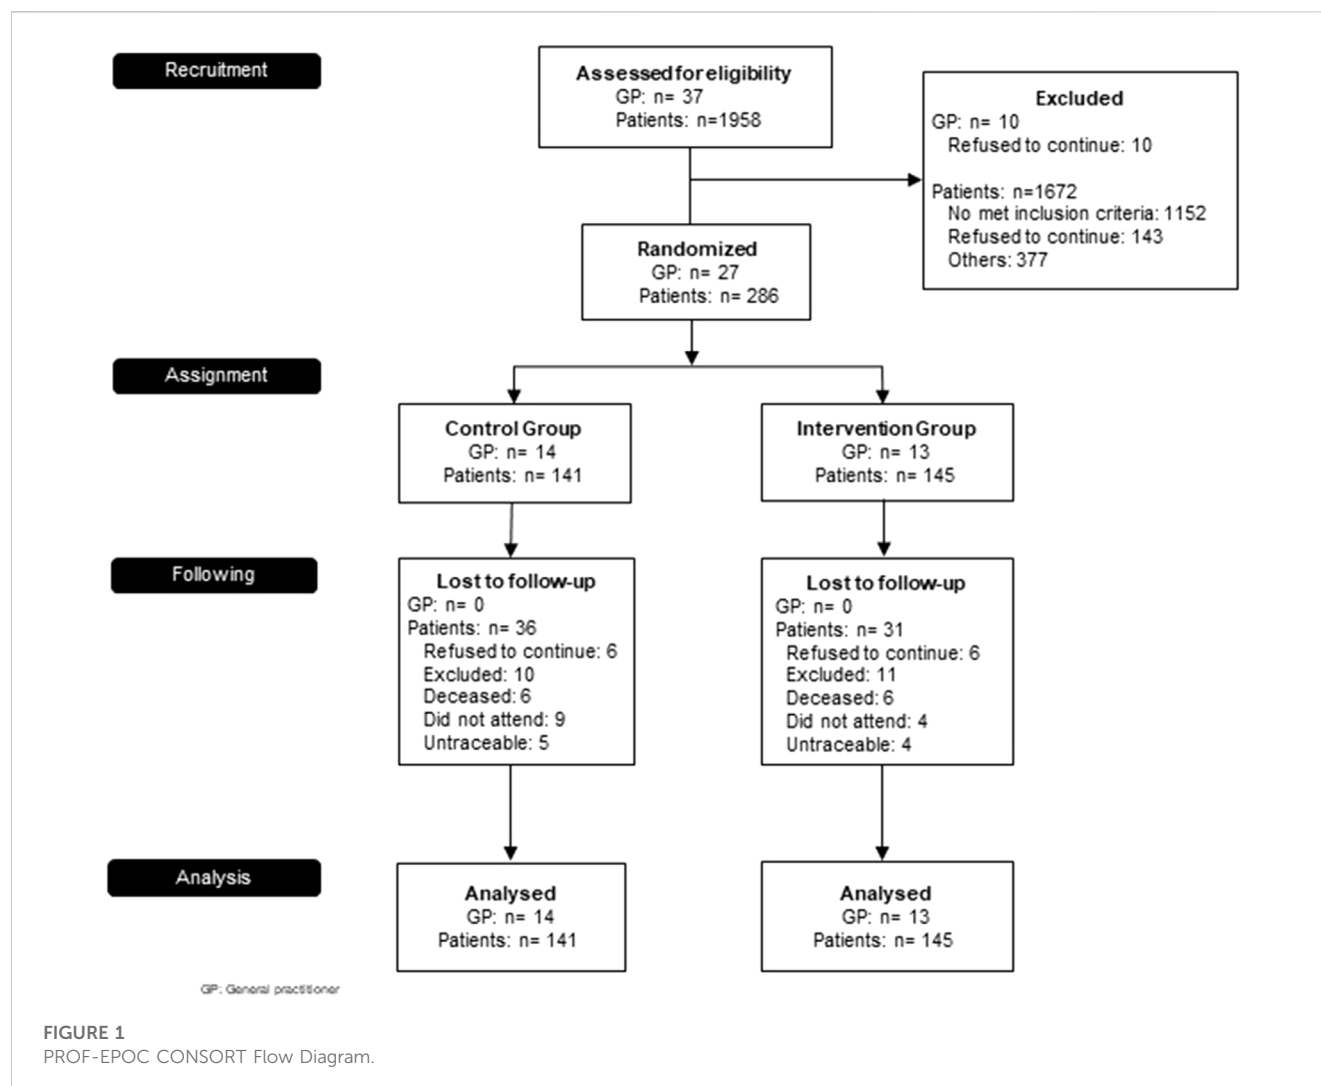 Recruitment
Assessed for eligibility
GP: n= 37
Patients: n=1958
Excluded
GP: n= 10
Refused to continue: 10
Patients: n=1672
No met inclusion criteria: 1152
Refused to continue: 143
Others: 377
Randomized
GP: n= 27
Patients: n= 286
Assignment
Control Group
GP: n= 14
Patients: n= 141
Intervention Group
GP: n= 13
Patients: n= 145
Following
Lost to follow-up
GP: n= 0
Patients: n= 36
Refused to continue: 6
Excluded: 10
Deceased: 6
Did not attend: 9
Untraceable: 5
Lost to follow-up
GP: n= 0
Patients: n= 31
Refused to continue: 6
Excluded: 11
Deceased: 6
Did not attend: 4
Untraceable: 4
Analysis
Analysed
GP: n= 14
Patients: n= 141
Analysed
GP: n= 13
Patients: n= 145
GP: General practitioner
FIGURE 1
PROF-EPOC CONSORT Flow Diagram.